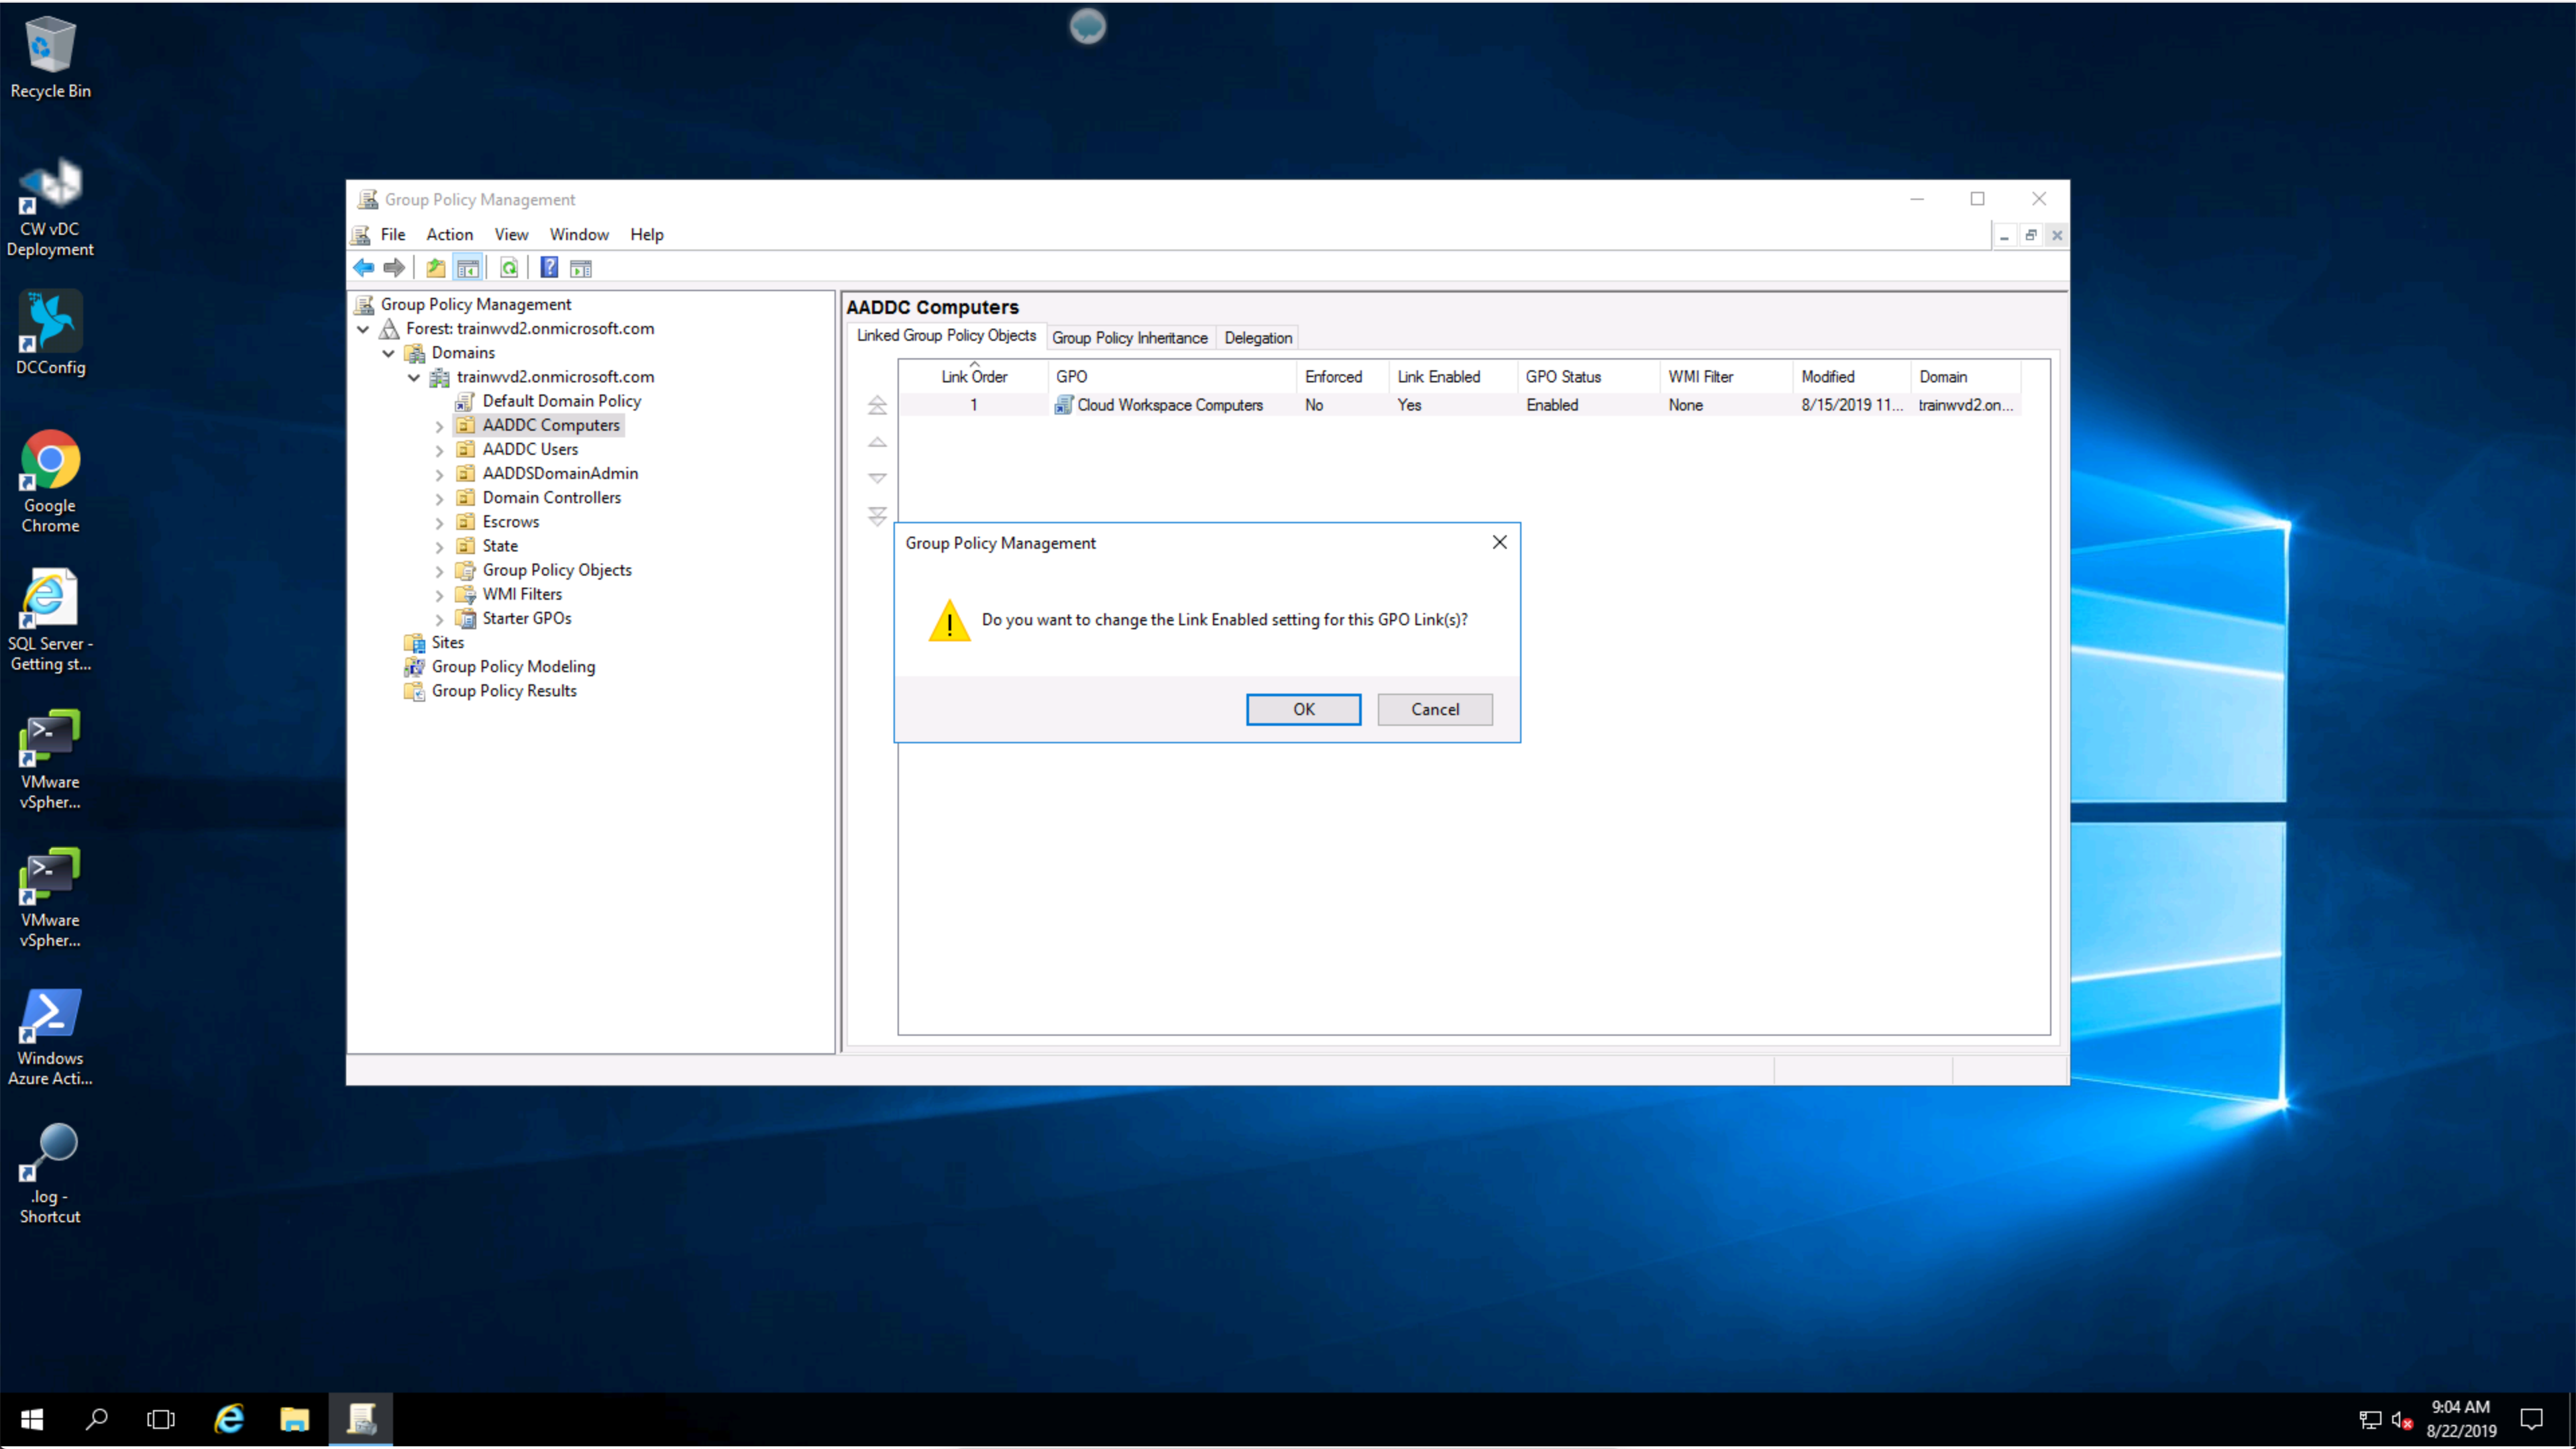 Recycle Bin
CW vDC
Deployment
DCConfig
Google
Chrome
SQL Server -
Getting st...
VMware
vSpher...
VMware
vSpher...
Windows
Azure Acti...
.log -
Shortcut
Group Policy Management
File Action View Window Help
Group Policy Management
Forest: trainwvd2.onmicrosoft.com
Domains
trainwvd2.onmicrosoft.com
Default Domain Policy
AADDC Computers
AADDC Users
AADDSDomainAdmin
Domain Controllers
Escrows
State
Group Policy Objects
WMI Filters
Starter GPOs
Sites
Group Policy Modeling
Group Policy Results
AADDC Computers
Linked Group Policy Objects Group Policy Inheritance Delegation
Link Order GPO Enforced Link Enabled GPO Status WMI Filter Modified Domain
1 Cloud Workspace Computers No Yes Enabled None 8/15/2019 11... trainwvd2.on...
Group Policy Management
Do you want to change the Link Enabled setting for this GPO Link(s)?
OK Cancel
9:04 AM
8/22/2019